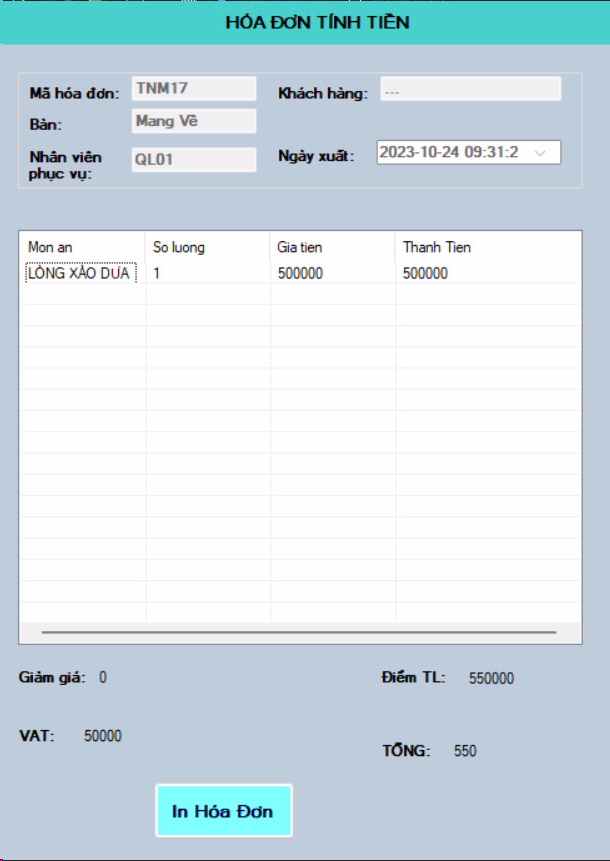 HÓA ĐƠN TÍNH TIỀN
Mã hóa đơn: TNM17 Khách hàng: ---
Bàn: Mang Về
Nhân viên phục vụ: QL01 Ngày xuất: 2023-10-24 09:31:2
Mon an So luong Gia tien Thanh Tien
LÒNG XÀO DƯA 1 500000 500000
Giảm giá: 0 Điểm TL: 550000
VAT: 50000
TỔNG: 550
In Hóa Đơn